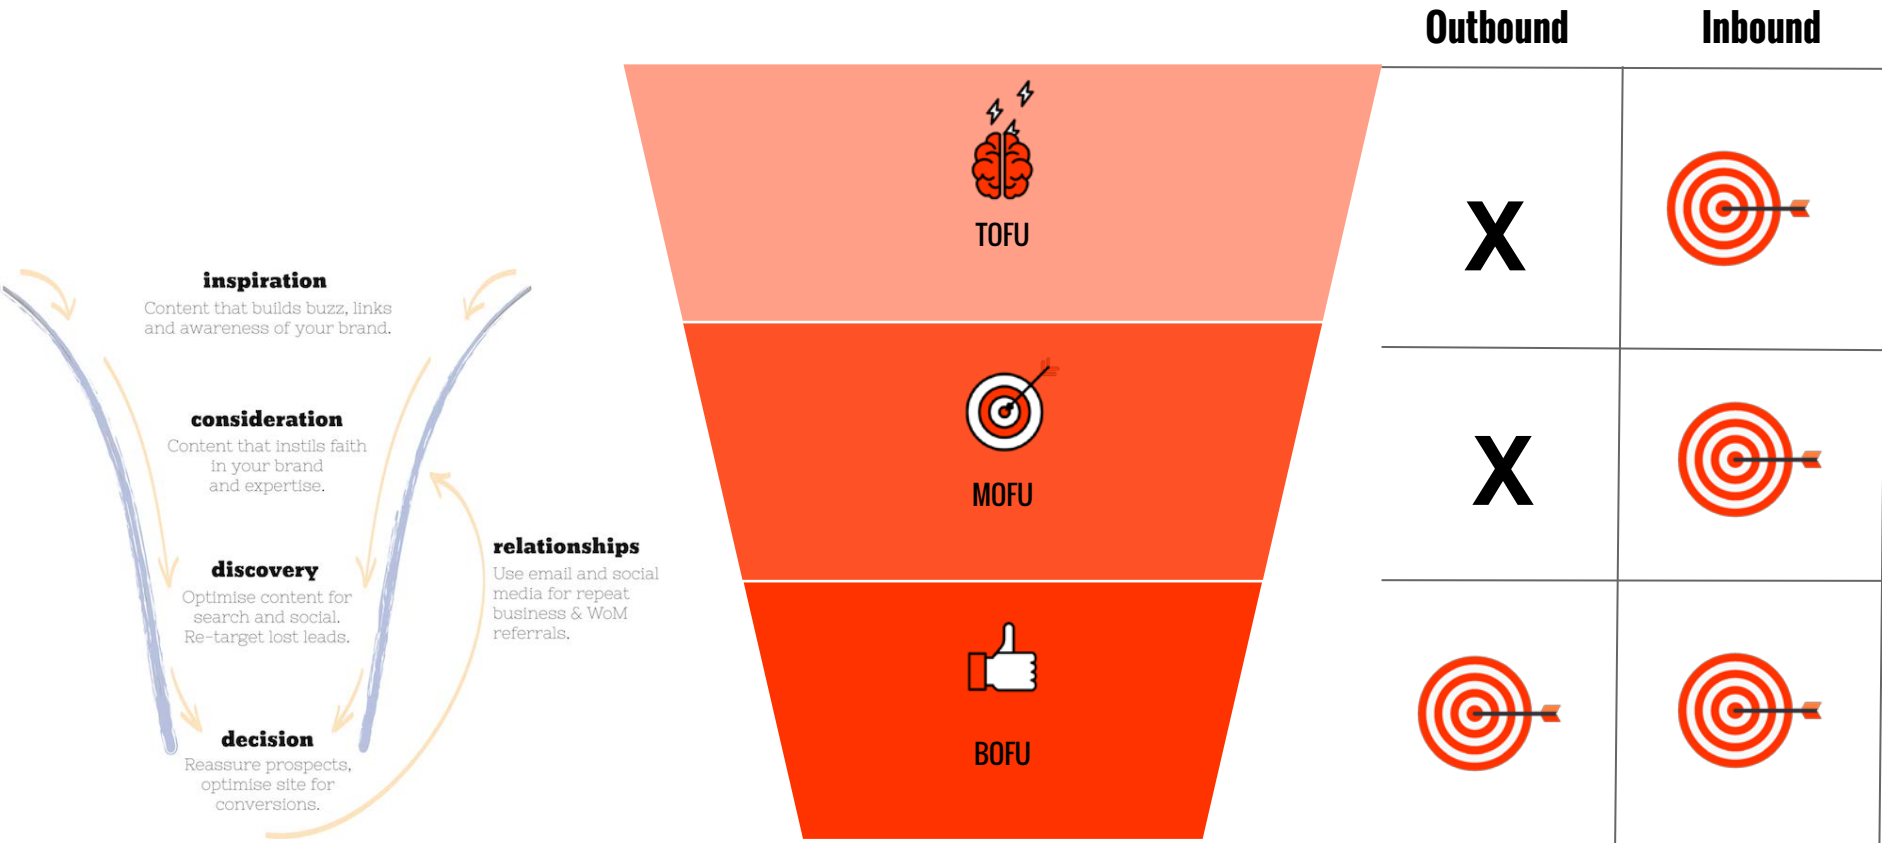 Outbound
Inbound
inspiration
Content that builds buzz, links
and awareness of your brand.
consideration
Content that instils faith
in your brand
and expertise.
discovery
Optimise content for
search and social.
Re-target lost leads.
decision
Reassure prospects,
optimise site for
conversions.
relationships
Use email and social
media for repeat
business & WoM
referrals.
TOFU
X
MOFU
X
BOFU